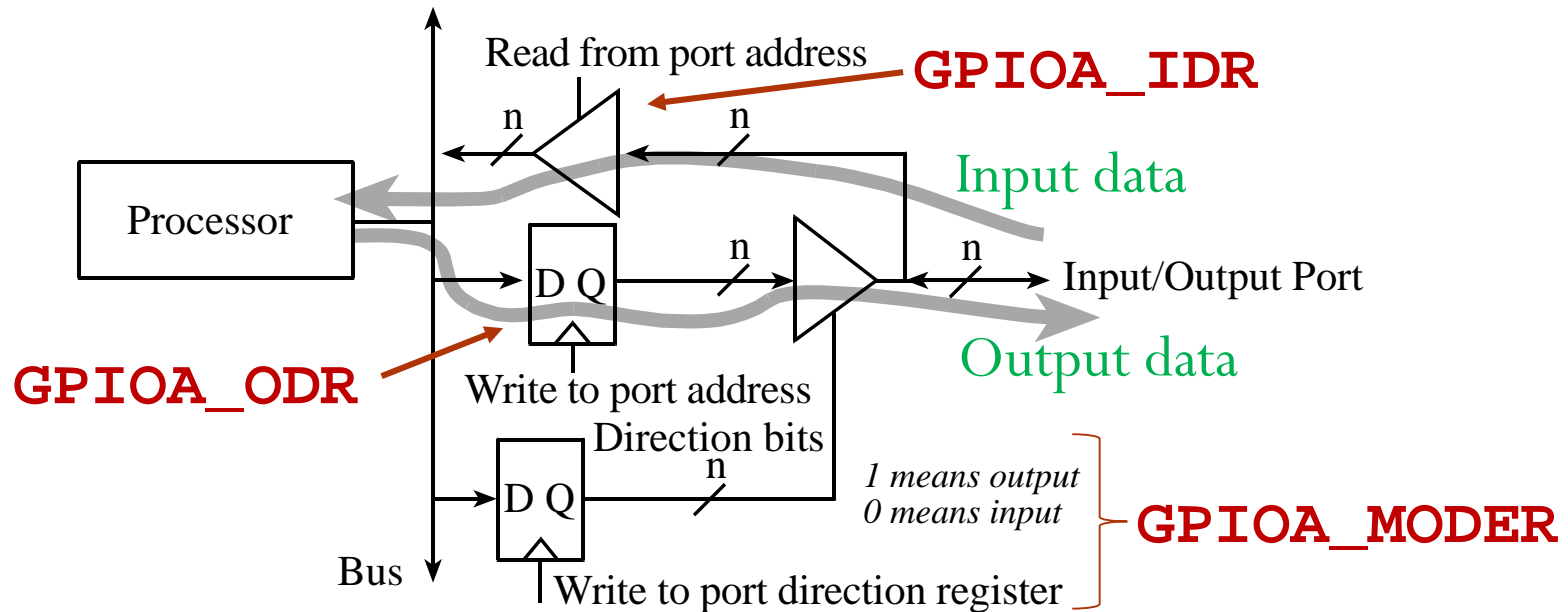 Read from port address
GPIOA_IDR
n
n
Input data
Processor
n
n
D Q
Input/Output Port
Output data
GPIOA_ODR
Write to port address
Direction bits
n
1 means output
0 means input
D Q
GPIOA_MODER
Bus
Write to port direction register